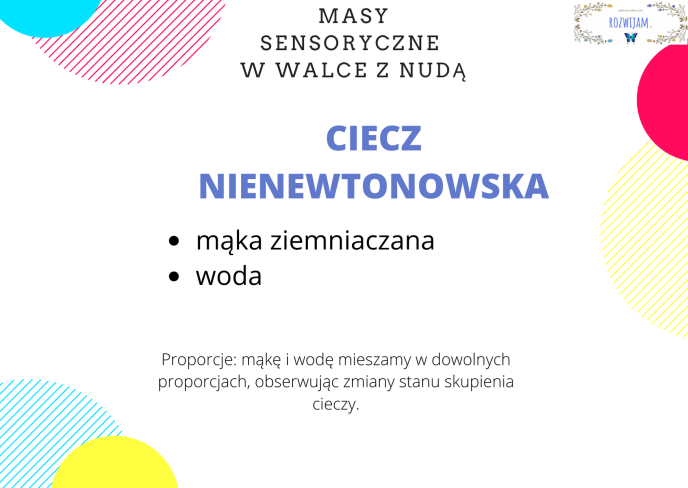 MASY
SENSORYCZNE
W WALCE Z NUDĄ
ROZWIJAM.
CIECZ
NIENEWTONOWSKA
• mąka ziemniaczana
• woda
Proporcje: mąkę i wodę mieszamy w dowolnych
proporcjach, obserwując zmiany stanu skupienia
cieczy.